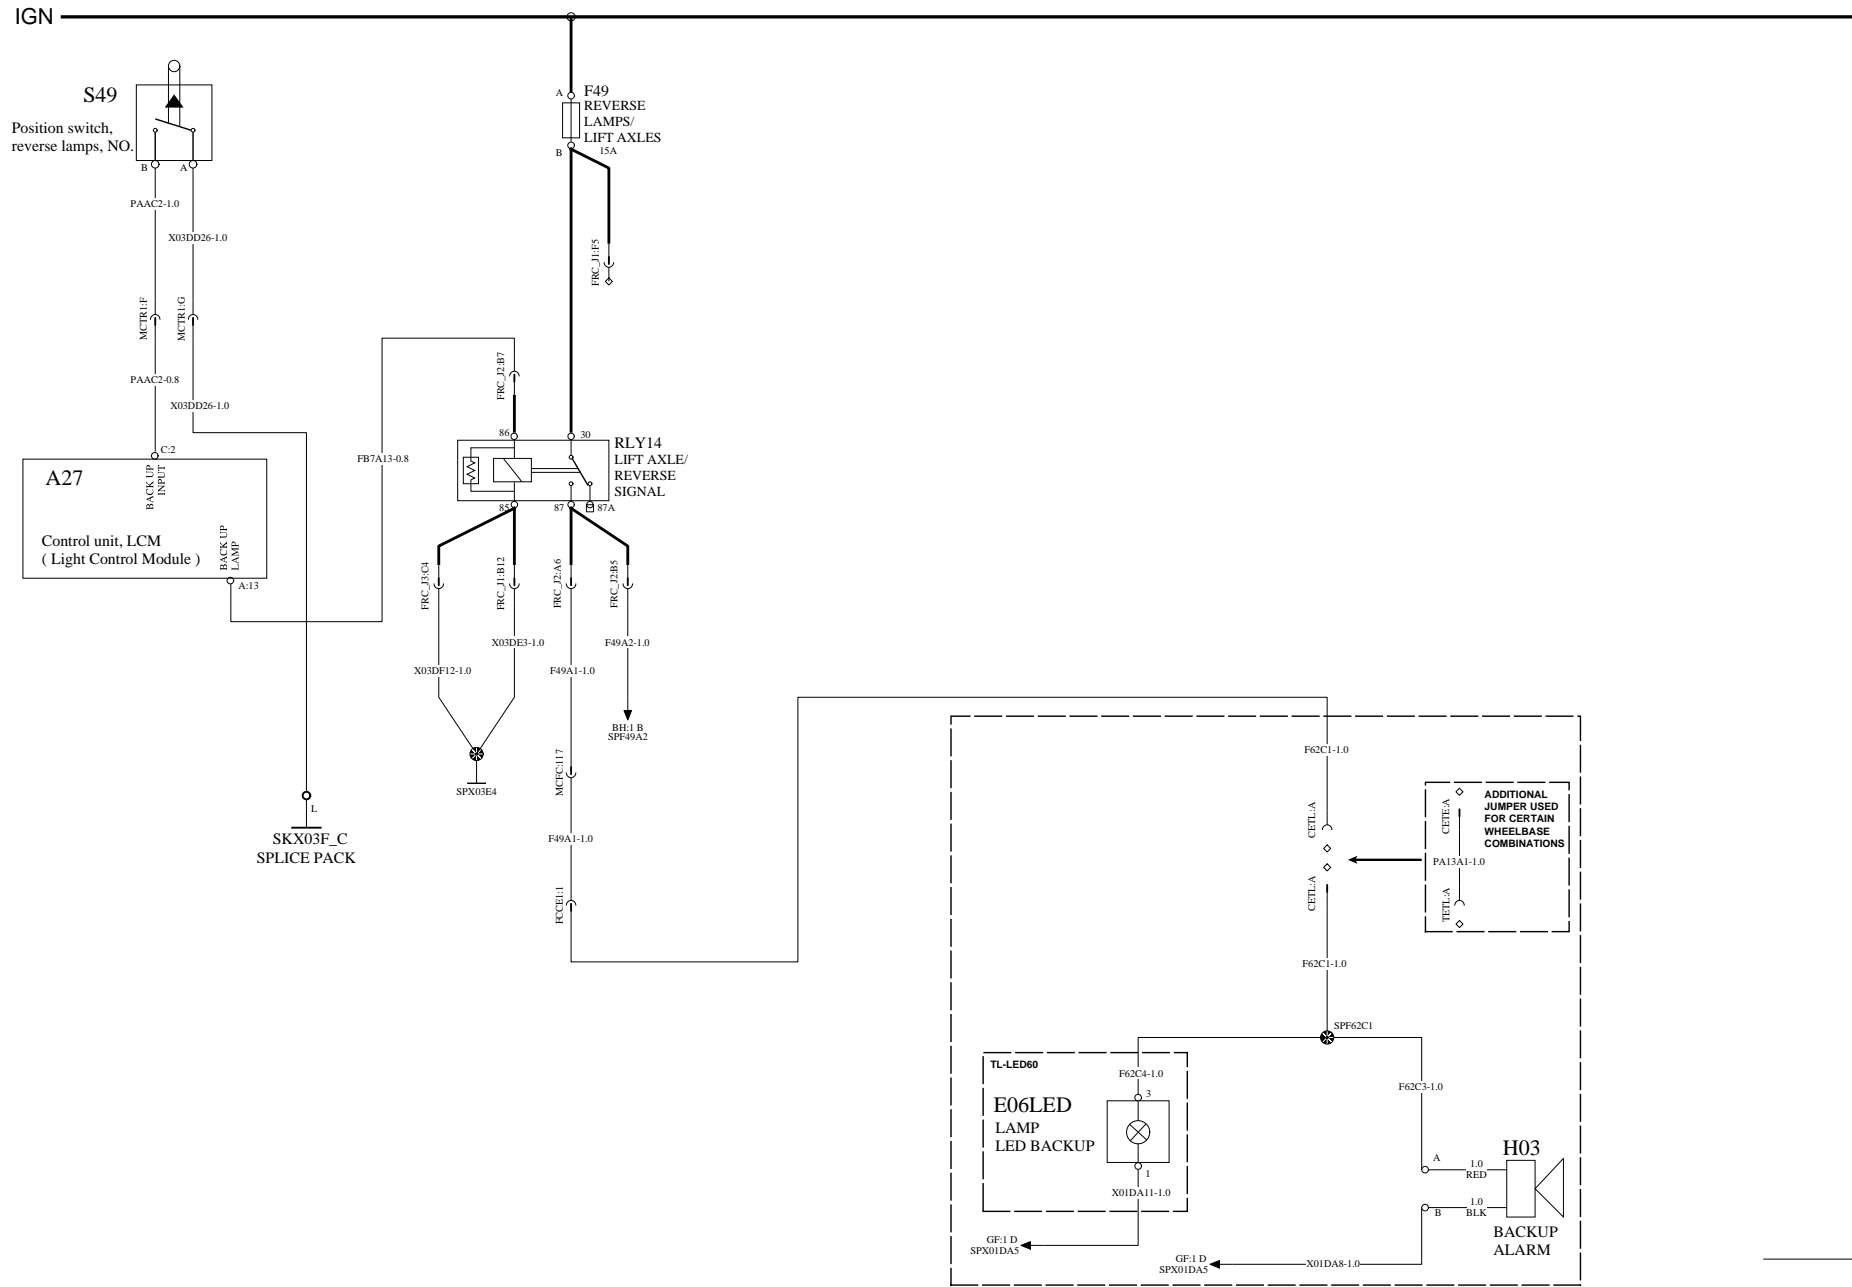 IGN
S49
Position switch,
reverse lamps, NO.
B
A
PAAC2-1.0
X03DD26-1.0
MCTR1:F
MCTR1:G
PAAC2-0.8
X03DD26-1.0
C:2
A27
BACK UP
INPUT
Control unit, LCM
( Light Control Module )
BACK UP
LAMP
A:13
L
SKX03F_C
SPLICE PACK
A
F49
REVERSE
LAMPS/
LIFT AXLES
B
15A
FRC_J1:F5
FRC_J2:B7
FB7A13-0.8
86
30
RLY14
LIFT AXLE/
REVERSE
SIGNAL
85
87
87A
FRC_J3:C4
FRC_J1:B12
FRC_J2:A6
FRC_J2:B5
X03DE3-1.0
F49A2-1.0
X03DF12-1.0
F49A1-1.0
BH:1 B
SPF49A2
SPX03E4
MCFC:117
F49A1-1.0
FCCE1:1
F62C1-1.0
CETL:A
CETL:A
ADDITIONAL
JUMPER USED
FOR CERTAIN
WHEELBASE
COMBINATIONS
CETE:A
PA13A1-1.0
TETL:A
F62C1-1.0
SPF62C1
TL-LED60
F62C4-1.0
3
E06LED
LAMP
LED BACKUP
1
X01DA11-1.0
GF:1 D
SPX01DA5
F62C3-1.0
H03
A
1.0
RED
1.0
BLK
B
BACKUP
ALARM
GF:1 D
SPX01DA5
X01DA8-1.0